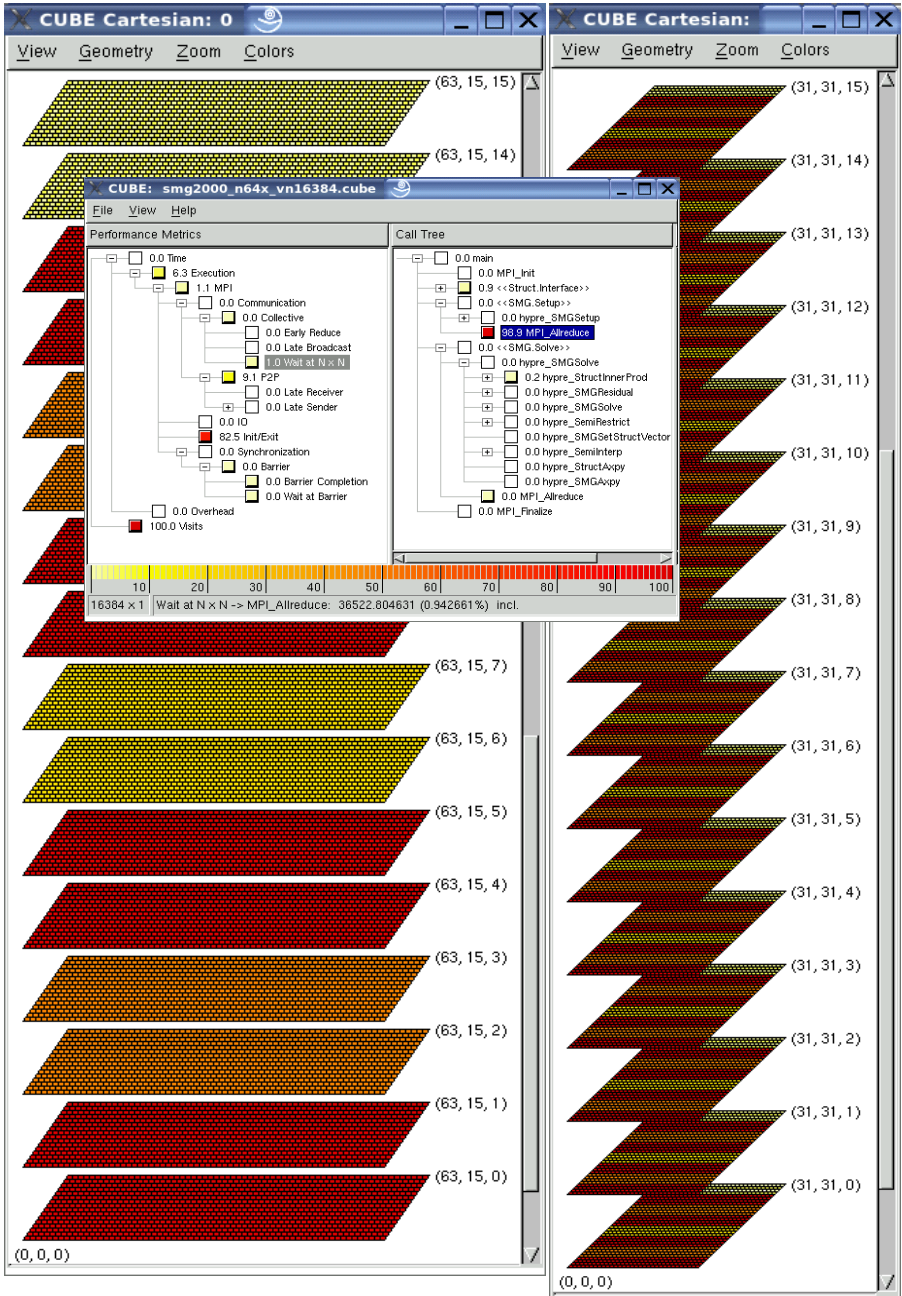 CUBE Cartesian: 0
View Geometry Zoom Colors
(63, 15, 15)
(63, 15, 14)
CUBE: smg2000_n64x_vn16384.cube
File View Help
Performance Metrics
0.0 Time
6.3 Execution
1.1 MPI
0.0 Communication
0.0 Collective
0.0 Early Reduce
0.0 Late Broadcast
1.0 Wait at N x N
9.1 P2P
0.0 Late Receiver
0.0 Late Sender
0.0 IO
82.5 Init/Exit
0.0 Synchronization
0.0 Barrier
0.0 Barrier Completion
0.0 Wait at Barrier
0.0 Overhead
100.0 Visits
Call Tree
0.0 main
0.0 MPI_Init
0.9 <<Struct.Interface>>
0.0 <<SMG.Setup>>
0.0 hypre_SMGSetup
98.9 MPI_Allreduce
0.0 <<SMG.Solve>>
0.0 hypre_SMGSolve
0.2 hypre_StructInnerProd
0.0 hypre_SMGResidual
0.0 hypre_SMGSolve
0.0 hypre_SemiRestrict
0.0 hypre_SMGSetStructVector
0.0 hypre_SemiInterp
0.0 hypre_StructAxpy
0.0 hypre_SMGAxpy
0.0 MPI_Allreduce
0.0 MPI_Finalize
10 20 30 40 50 60 70 80 90 100
16384 x 1 Wait at N x N -> MPI_Allreduce: 36522.804631 (0.942661%) incl.
(63, 15, 7)
(63, 15, 6)
(63, 15, 5)
(63, 15, 4)
(63, 15, 3)
(63, 15, 2)
(63, 15, 1)
(63, 15, 0)
(0, 0, 0)
CUBE Cartesian:
View Geometry Zoom Colors
(31, 31, 15)
(31, 31, 14)
(31, 31, 13)
(31, 31, 12)
(31, 31, 11)
(31, 31, 10)
(31, 31, 9)
(31, 31, 8)
(31, 31, 7)
(31, 31, 6)
(31, 31, 5)
(31, 31, 4)
(31, 31, 3)
(31, 31, 2)
(31, 31, 1)
(31, 31, 0)
(0, 0, 0)